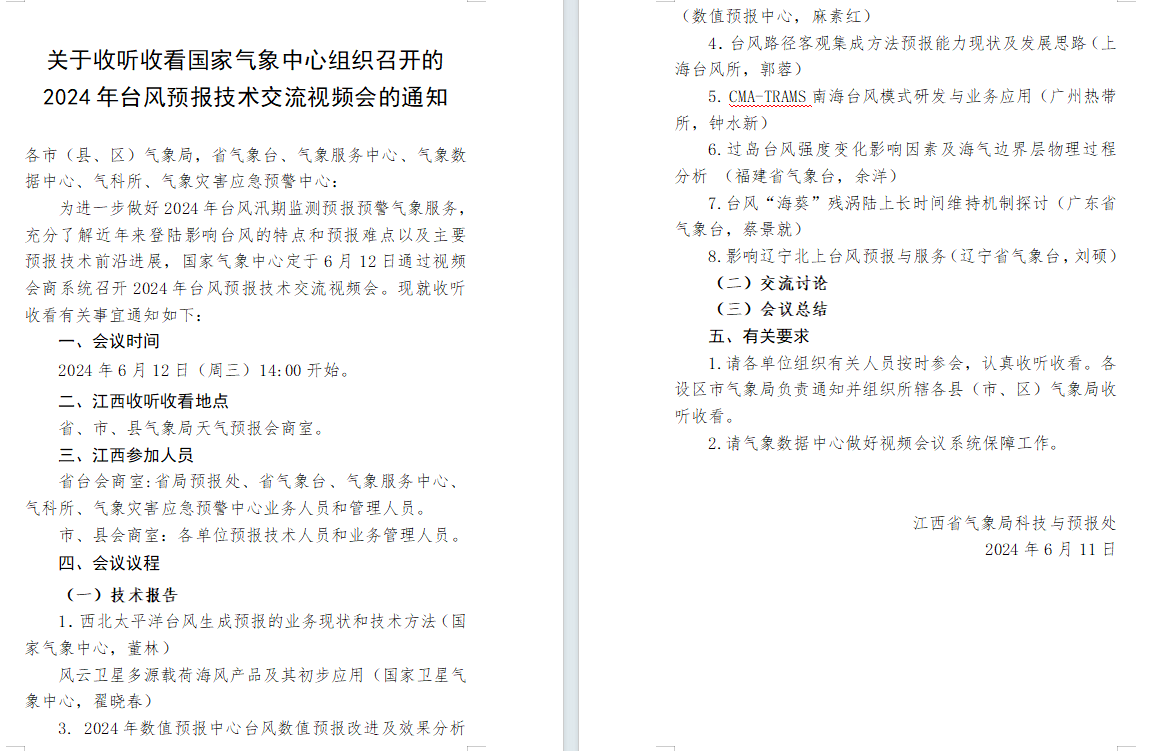 关于收听收看国家气象中心组织召开的
2024年台风预报技术交流视频会的通知
各市（县、区）气象局，省气象台、气象服务中心、气象数
据中心、气科所、气象灾害应急预警中心：
为进一步做好2024年台风汛期监测预报预警气象服务，
充分了解近年来登陆影响台风的特点和预报难点以及主要
预报技术前沿进展，国家气象中心定于6月12日通过视频
会商系统召开2024年台风预报技术交流视频会。现就收听
收看有关事宜通知如下：
一、会议时间
2024年6月12日（周三）14:00开始。
二、江西收听收看地点
省、市、县气象局天气预报会商室。
三、江西参加人员
省台会商室：省局预报处、省气象台、气象服务中心、
气科所、气象灾害应急预警中心业务人员和管理人员。
市、县会商室：各单位预报技术人员和业务管理人员。
四、会议议程
（一）技术报告
1.西北太平洋台风生成预报的业务现状和技术方法（国
家气象中心，董林）
风云卫星多源载荷海风产品及其初步应用（国家卫星气
象中心，翟晓春）
3. 2024年数值预报中心台风数值预报改进及效果分析
（数值预报中心，麻素红）
4.台风路径客观集成方法预报能力现状及发展思路（上
海台风所，郭蓉）
5. CMA-TRAMS 南海台风模式研发与业务应用（广州热带
所，钟水新）
6.过岛台风强度变化影响因素及海气边界层物理过程
分析 （福建省气象台，余洋）
7.台风“海葵”残涡陆上长时间维持机制探讨（广东省
气象台，蔡景就）
8.影响辽宁北上台风预报与服务（辽宁省气象台,刘硕）
（二）交流讨论
（三）会议总结
五、有关要求
1.请各单位组织有关人员按时参会，认真收听收看。各
设区市气象局负责通知并组织所辖各县（市、区）气象局收
听收看。
2.请气象数据中心做好视频会议系统保障工作。
江西省气象局科技与预报处
2024年6月11日